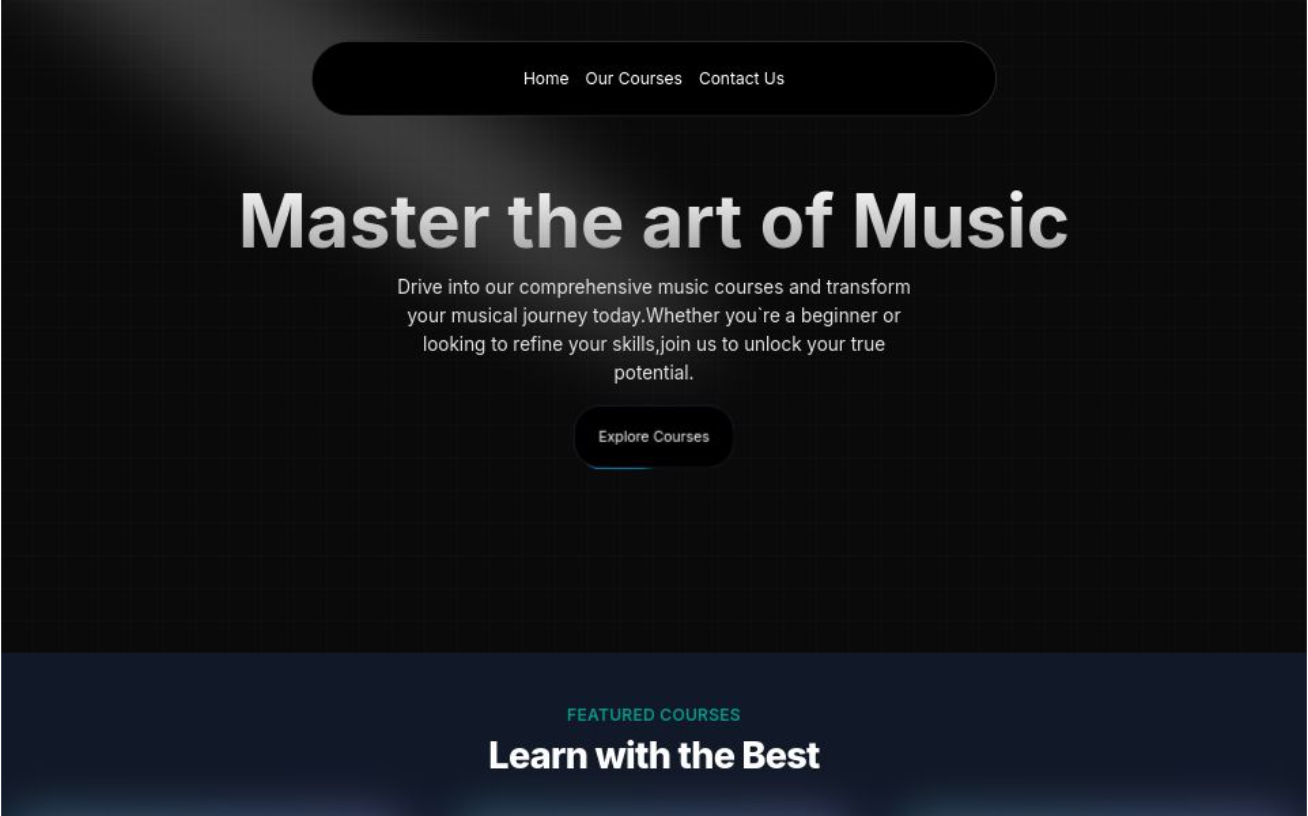 Home Our Courses Contact Us
Master the art of Music
Drive into our comprehensive music courses and transform
your musical journey today.Whether you`re a beginner or
looking to refine your skills,join us to unlock your true
potential.
Explore Courses
FEATURED COURSES
Learn with the Best